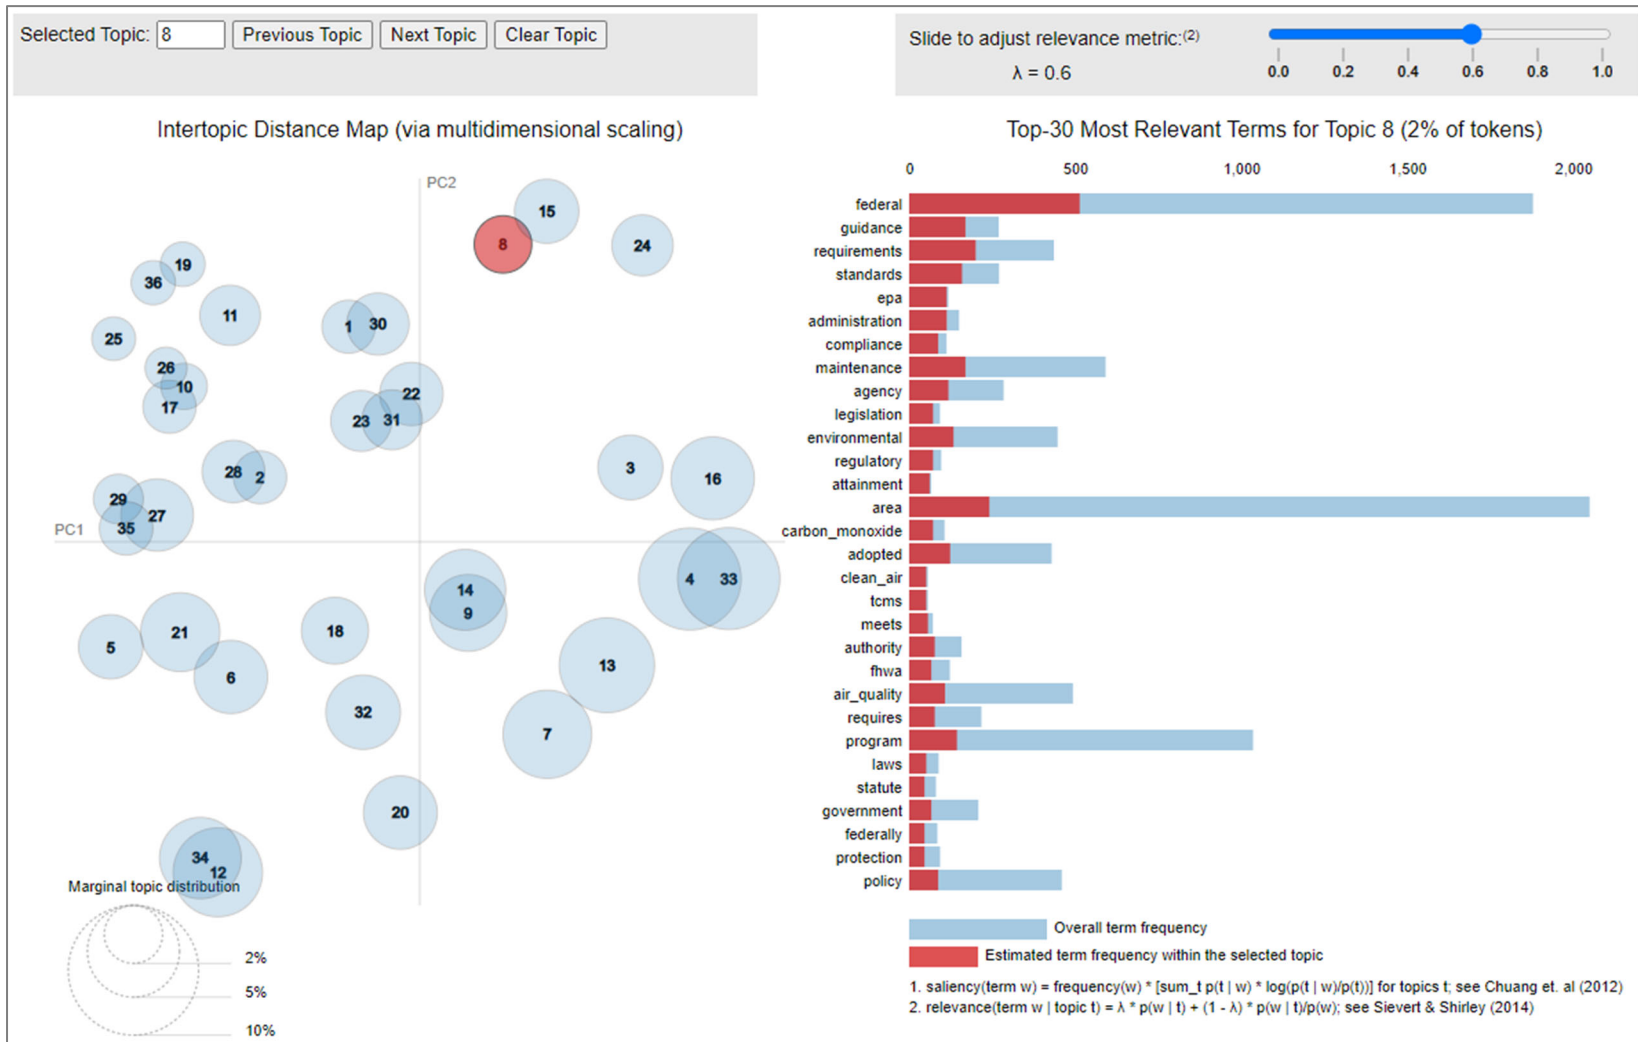 Selected Topic: 8 Previous Topic Next Topic Clear Topic
Slide to adjust relevance metric:(2)
λ = 0.6
0.0 0.2 0.4 0.6 0.8 1.0
Intertopic Distance Map (via multidimensional scaling)
PC2
PC1
15
8
24
19
36
11
25
1
30
26
10
17
22
23
31
28
2
3
16
29
27
35
4
33
14
9
5
21
18
6
13
32
7
20
34
12
Marginal topic distribution
2%
5%
10%
Top-30 Most Relevant Terms for Topic 8 (2% of tokens)
0 500 1,000 1,500 2,000
federal
guidance
requirements
standards
epa
administration
compliance
maintenance
agency
legislation
environmental
regulatory
attainment
area
carbon_monoxide
adopted
clean_air
tcms
meets
authority
fhwa
air_quality
requires
program
laws
statute
government
federally
protection
policy
Overall term frequency
Estimated term frequency within the selected topic
1. saliency(term w) = frequency(w) * [sum_t p(t | w) * log(p(t | w)/p(t))] for topics t; see Chuang et. al (2012)
2. relevance(term w | topic t) = λ * p(w | t) + (1 - λ) * p(w | t)/p(w); see Sievert & Shirley (2014)